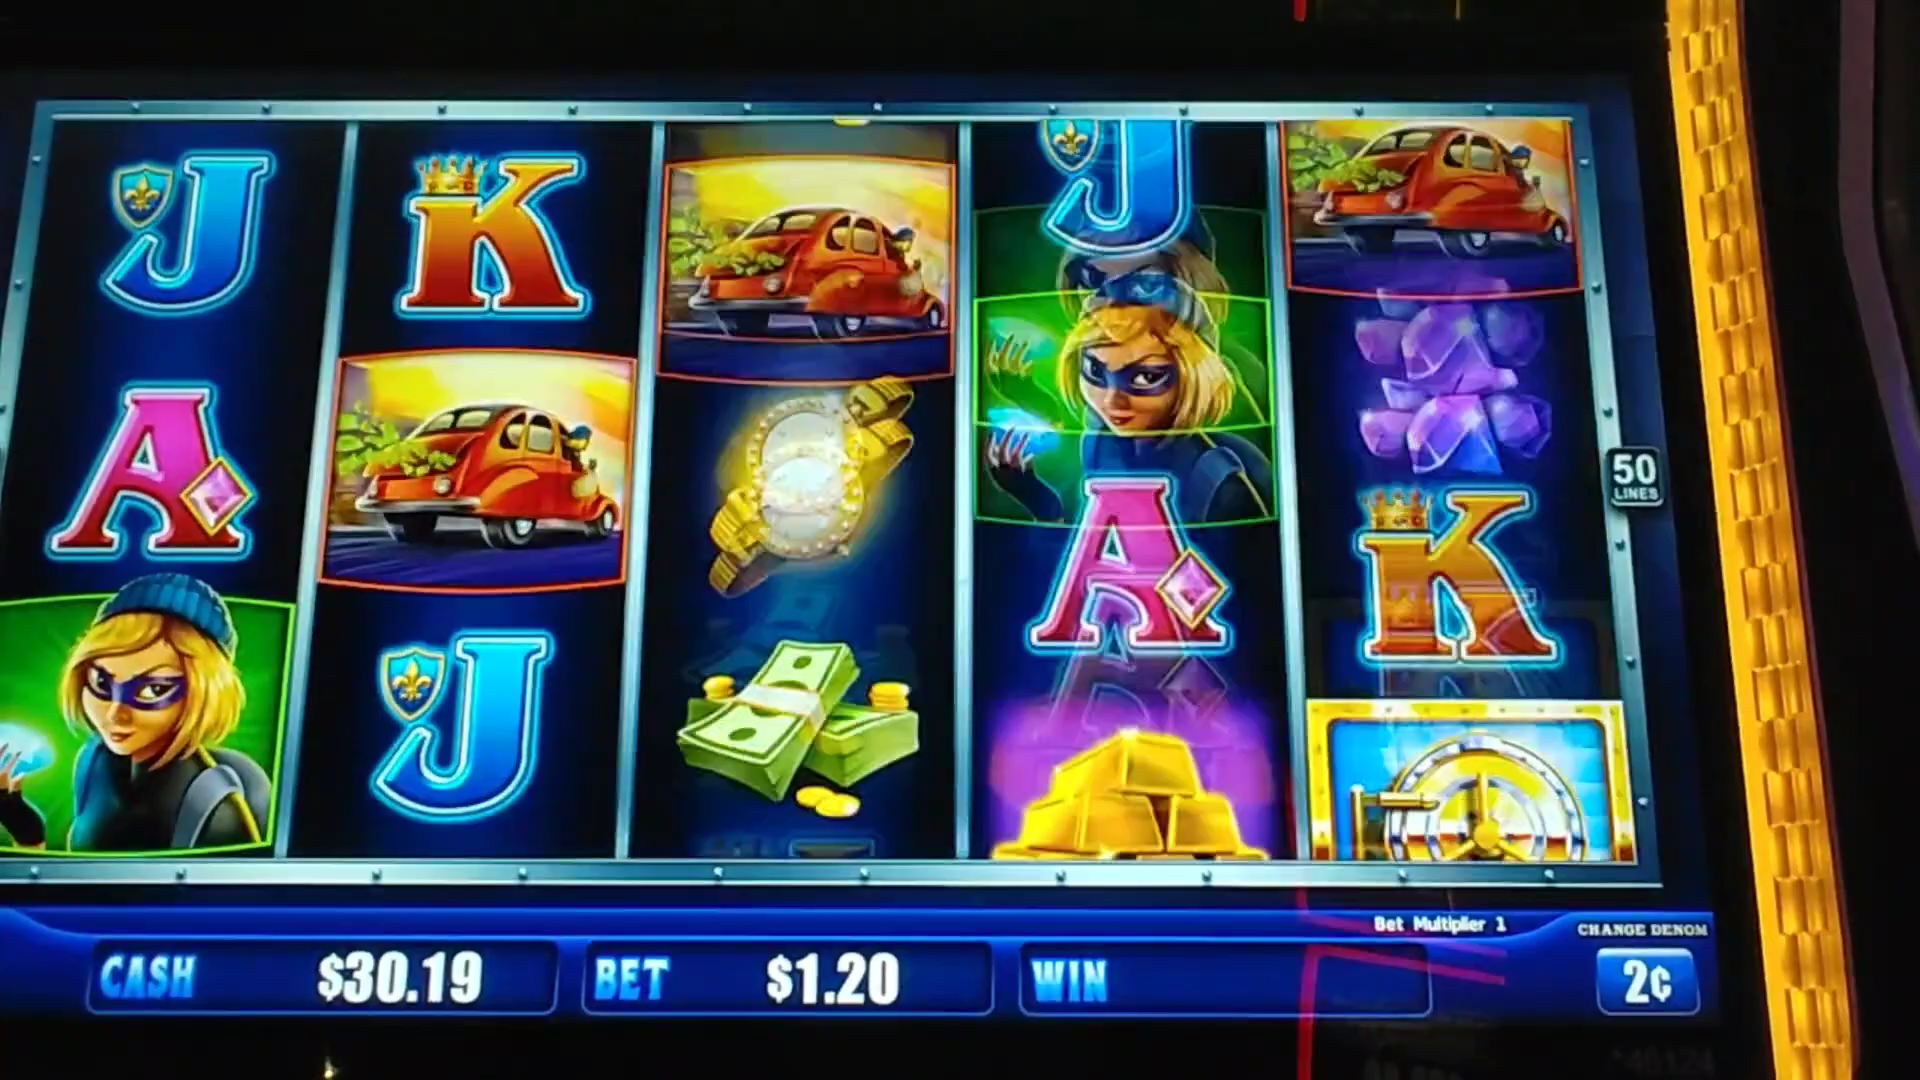 J K J
A
50
LINES
A K
J
Bet Multiplier 1
CHANGE DENOM
CASH $30.19 BET $1.20 WIN 2¢